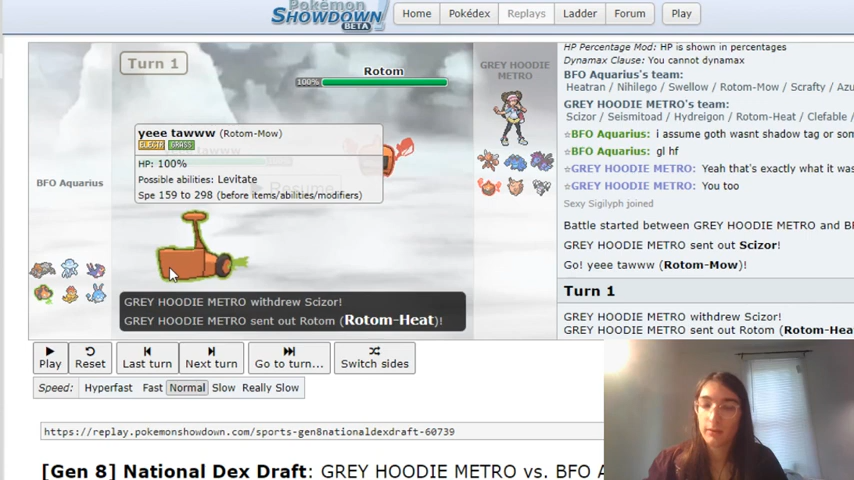 Pokémon
SHOWDOWN
BETA
Home
Pokédex
Replays
Ladder
Forum
Play
Turn 1
Rotom
100%
GREY HOODIE
METRO
BFO Aquarius
yeee tawww (Rotom-Mow)
ELECTR GRASS
HP: 100%
Possible abilities: Levitate
Spe 159 to 298 (before items/abilities/modifiers)
Resume
GREY HOODIE METRO withdrew Scizor!
GREY HOODIE METRO sent out Rotom (Rotom-Heat)!
HP Percentage Mod: HP is shown in percentages
Dynamax Clause: You cannot dynamax
BFO Aquarius's team:
Heatran / Nihilego / Swellow / Rotom-Mow / Scrafty / Azu
GREY HOODIE METRO's team:
Scizor / Seismitoad / Hydreigon / Rotom-Heat / Clefable /
☆BFO Aquarius: i assume goth wasnt shadow tag or som
☆BFO Aquarius: gl hf
☆GREY HOODIE METRO: Yeah that's exactly what it was
☆GREY HOODIE METRO: You too
Sexy Sigilyph joined
Battle started between GREY HOODIE METRO and BF
GREY HOODIE METRO sent out Scizor!
Go! yeee tawww (Rotom-Mow)!
Turn 1
GREY HOODIE METRO withdrew Scizor!
GREY HOODIE METRO sent out Rotom (Rotom-Hea
Play
Reset
Last turn
Next turn
Go to turn...
Switch sides
Speed: Hyperfast Fast Normal Slow Really Slow
https://replay.pokemonshowdown.com/sports-gen8nationaldexdraft-60739
[Gen 8] National Dex Draft: GREY HOODIE METRO vs. BFO A